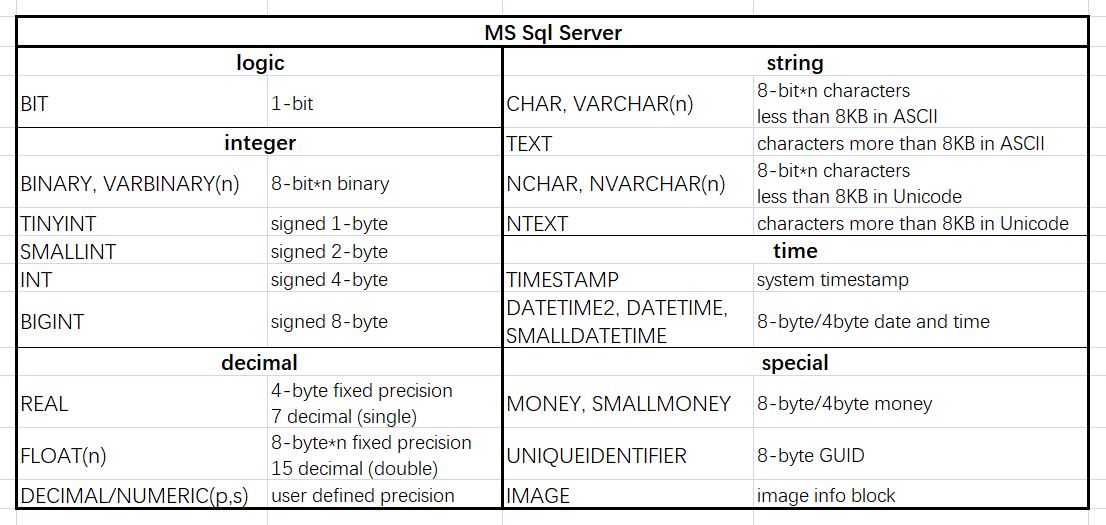 MS Sql Server
logic
BIT 1-bit
integer
BINARY, VARBINARY(n) 8-bit*n binary
TINYINT signed 1-byte
SMALLINT signed 2-byte
INT signed 4-byte
BIGINT signed 8-byte
decimal
REAL 4-byte fixed precision
7 decimal (single)
FLOAT(n) 8-byte*n fixed precision
15 decimal (double)
DECIMAL/NUMERIC(p,s) user defined precision
string
CHAR, VARCHAR(n) 8-bit*n characters
less than 8KB in ASCII
TEXT characters more than 8KB in ASCII
NCHAR, NVARCHAR(n) 8-bit*n characters
less than 8KB in Unicode
NTEXT characters more than 8KB in Unicode
time
TIMESTAMP system timestamp
DATETIME2, DATETIME,
SMALLDATETIME 8-byte/4byte date and time
special
MONEY, SMALLMONEY 8-byte/4byte money
UNIQUEIDENTIFIER 8-byte GUID
IMAGE image info block